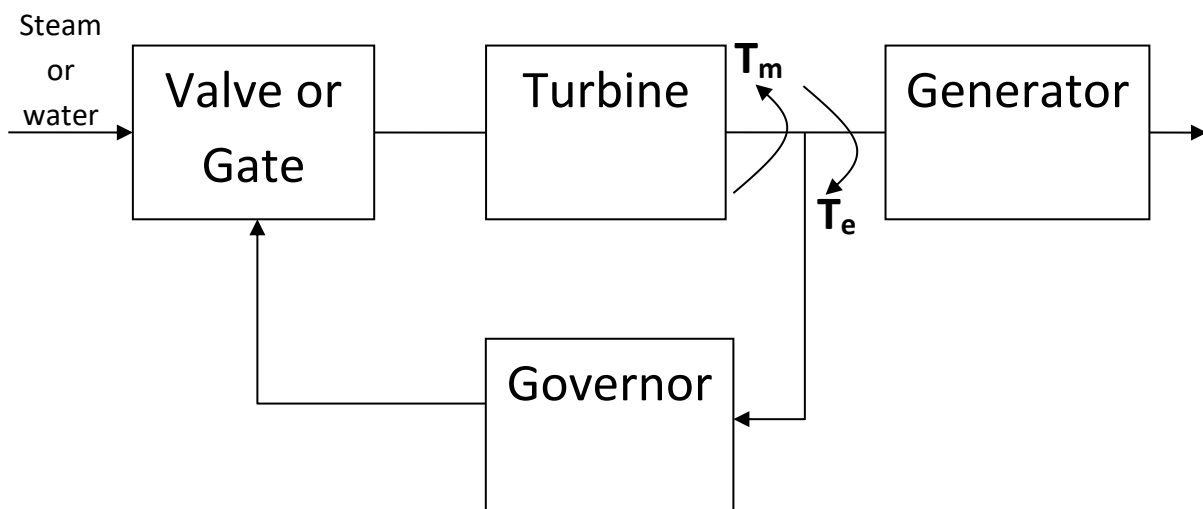 Steam
or
water
Valve or
Gate
Turbine
Tm
Te
Generator
Governor